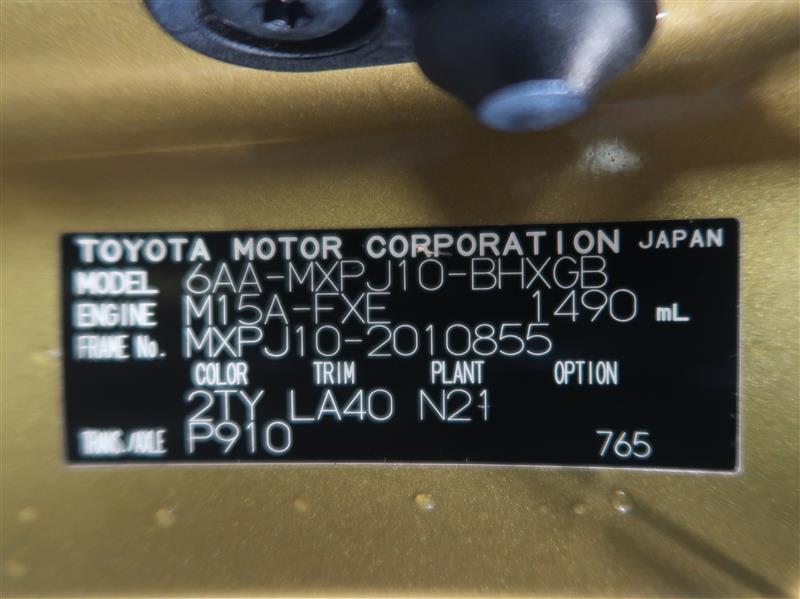 TOYOTA MOTOR CORPORATION JAPAN
MODEL 6AA-MXPJ10-BHXGB
ENGINE M15A-FXE 1490 mL
FRAME No. MXPJ10-2010855
COLOR TRIM PLANT OPTION
2TY LA40 N21
TRANS./AXLE P910 765